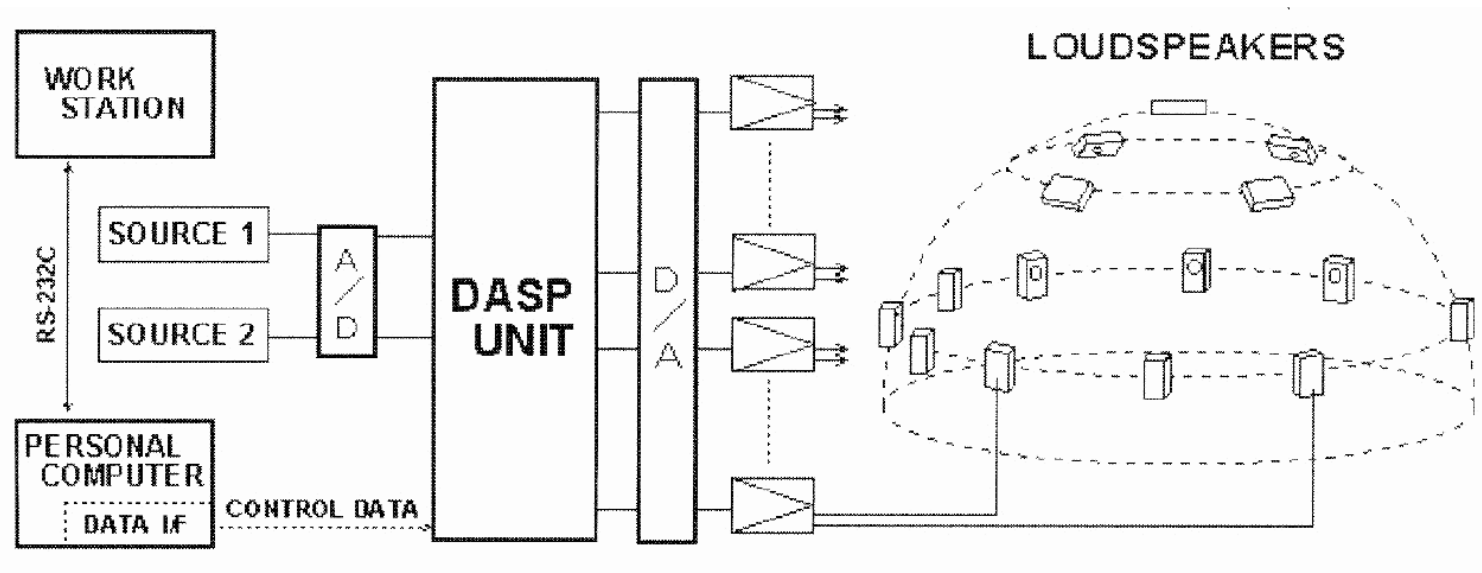 LOUDSPEAKERS
WORK
STATION
RS-232C
SOURCE 1
SOURCE 2
A
/
D
DASP
UNIT
D
/
A
PERSONAL
COMPUTER
DATA I/F
CONTROL DATA